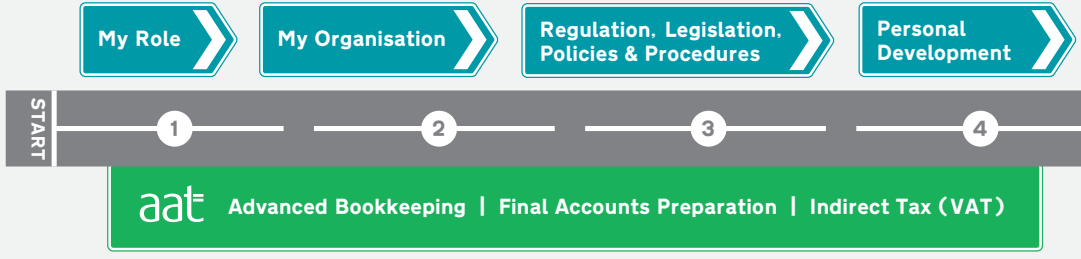 My Role
My Organisation
Regulation, Legislation,
Policies & Procedures
Personal
Development
START
1
2
3
4
aat Advanced Bookkeeping | Final Accounts Preparation | Indirect Tax (VAT)